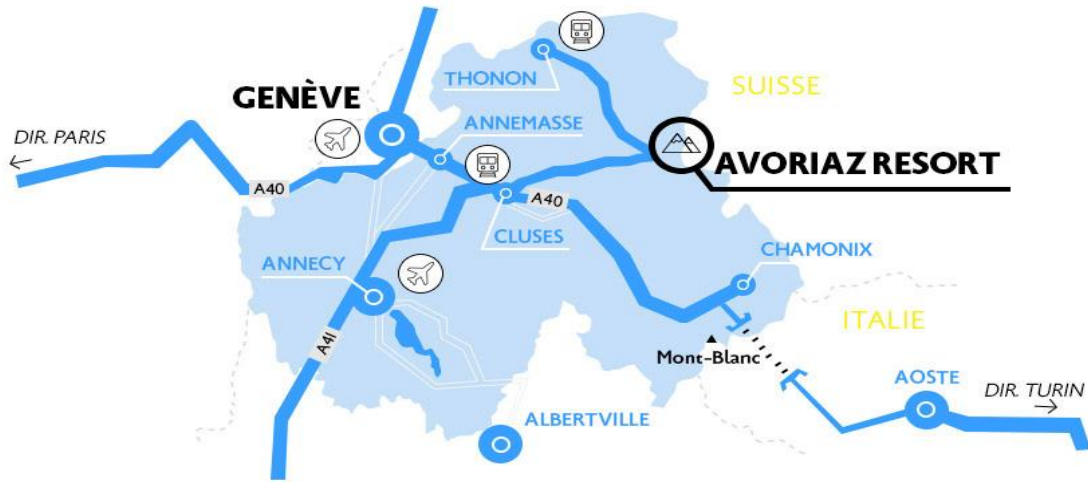 THONON
SUISSE
GENÈVE
DIR. PARIS
ANNEMASSE
AVORIAZ RESORT
A40
A40
CLUSES
CHAMONIX
ANNECY
ITALIE
A41
Mont-Blanc
AOSTE
DIR. TURIN
ALBERTVILLE